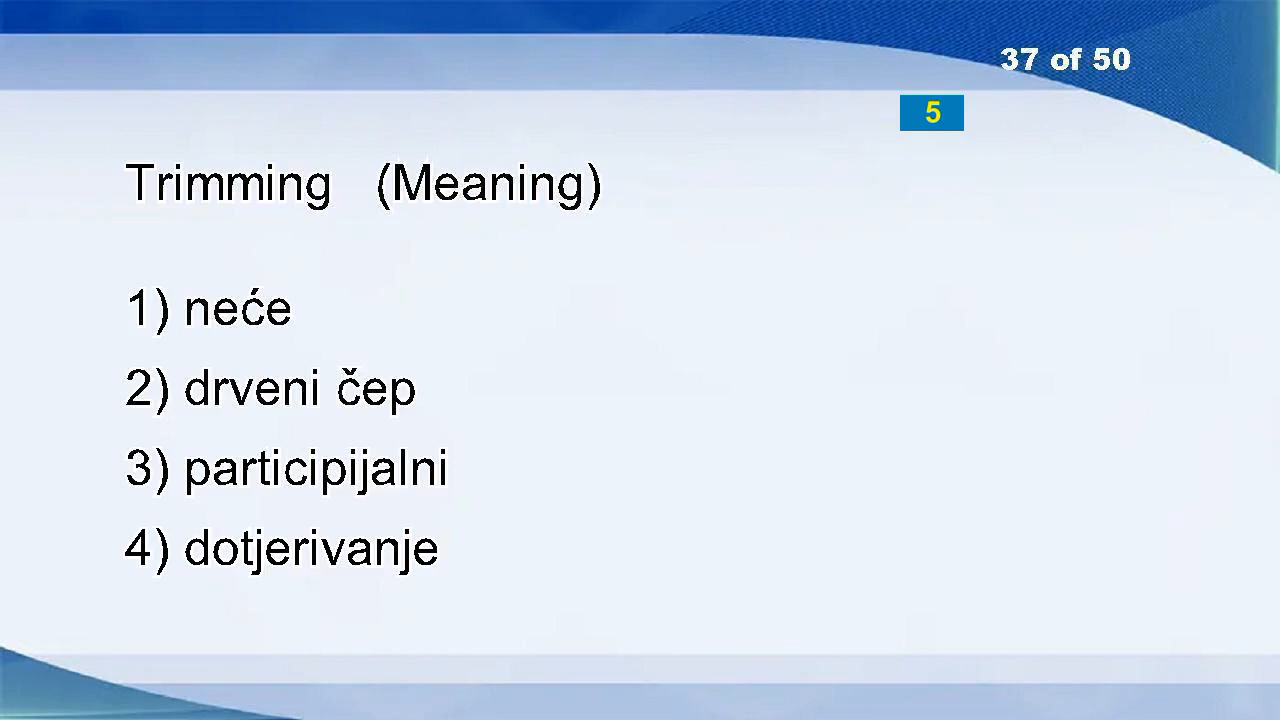 37 of 50
5
Trimming (Meaning)
1) neće
2) drveni čep
3) participijalni
4) dotjerivanje